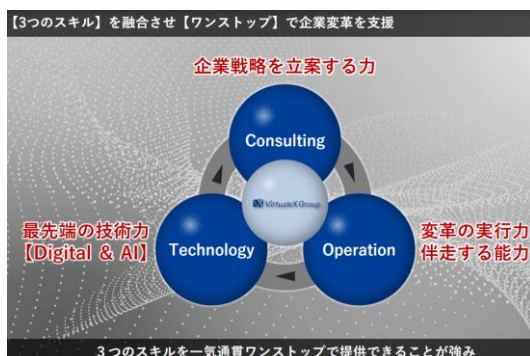 【3つのスキル】を融合させ【ワンストップ】で企業変革を支援
企業戦略を立案する力
Consulting
VirtualeX Group
最先端の技術力
【Digital & AI】
Technology
Operation
変革の実行力
伴走する能力
３つのスキルを一気通貫ワンストップで提供できることが強み